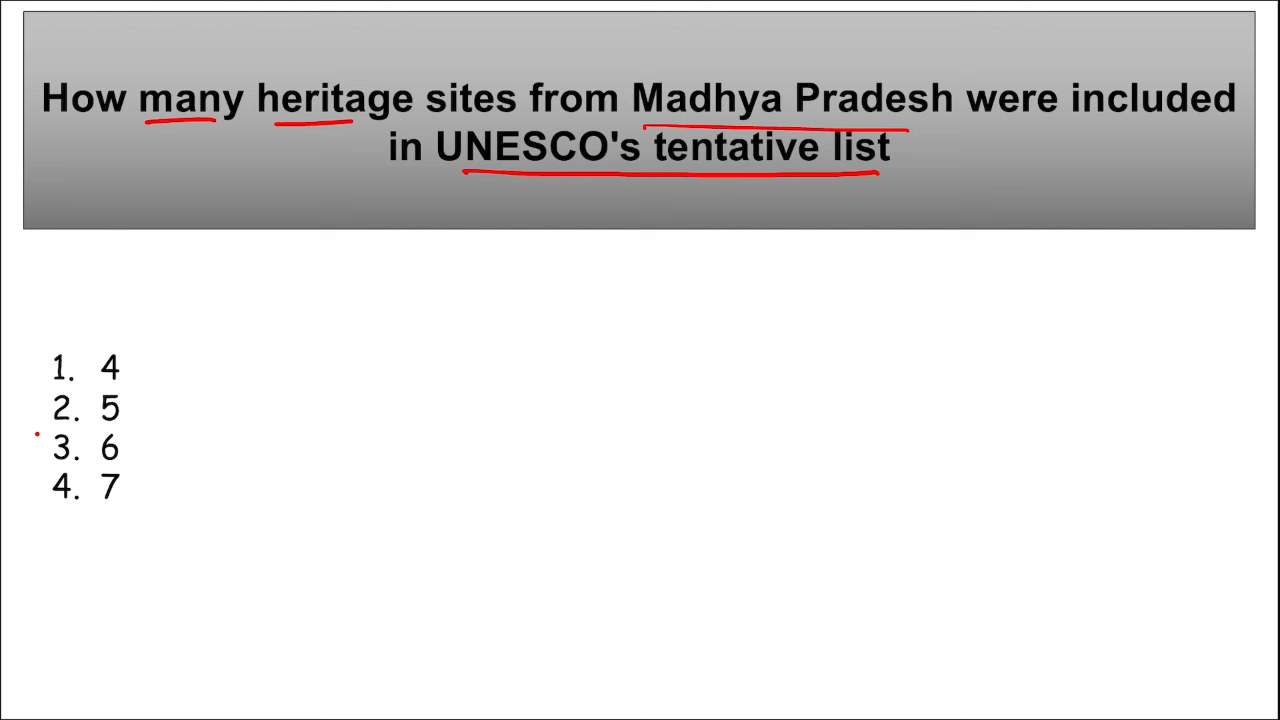 How many heritage sites from Madhya Pradesh were included
in UNESCO's tentative list
1. 4
2. 5
3. 6
4. 7